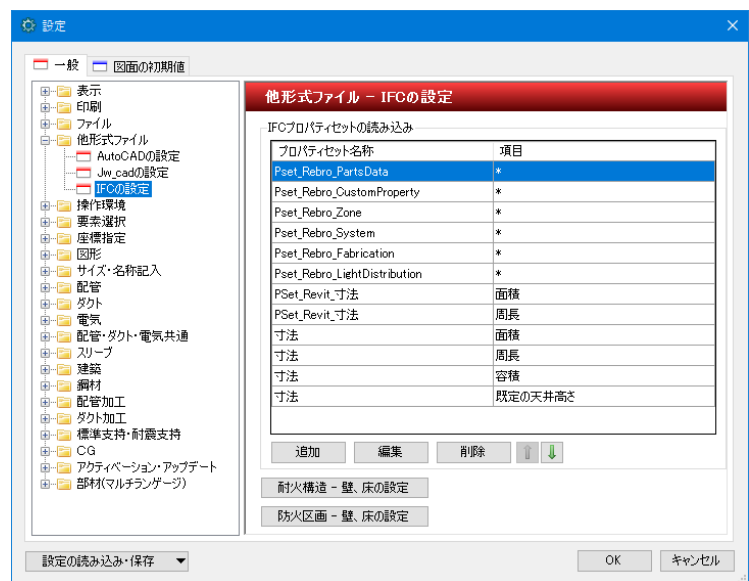 設定
一般
図面の初期値
表示
印刷
ファイル
他形式ファイル
AutoCADの設定
Jw_cadの設定
IFCの設定
操作環境
要素選択
座標指定
図形
サイズ・名称記入
配管
ダクト
電気
配管・ダクト・電気共通
スリーブ
建築
鋼材
配管加工
ダクト加工
標準支持・耐震支持
CG
アクティベーション・アップデート
部材(マルチランゲージ)
他形式ファイル - IFCの設定
IFCプロパティセットの読み込み
プロパティセット名称 項目
Pset_Rebro_PartsData *
Pset_Rebro_CustomProperty *
Pset_Rebro_Zone *
Pset_Rebro_System *
Pset_Rebro_Fabrication *
Pset_Rebro_LightDistribution *
PSet_Revit_寸法 面積
PSet_Revit_寸法 周長
寸法 面積
寸法 周長
寸法 容積
寸法 既定の天井高さ
追加 編集 削除
耐火構造 - 壁、床の設定
防火区画 - 壁、床の設定
設定の読み込み・保存
OK キャンセル